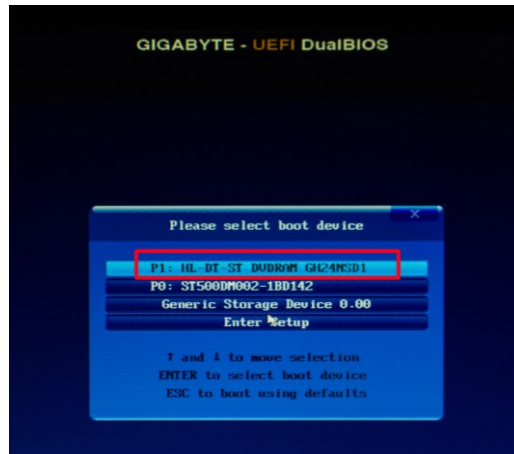 GIGABYTE - UEFI DualBIOS
X
Please select boot device
P1: HL-DT-ST DVDRAM GH24NSD1
P0: ST500DM002-1BD142
Generic Storage Device 0.00
Enter Setup
↑ and ↓ to move selection
ENTER to select boot device
ESC to boot using defaults